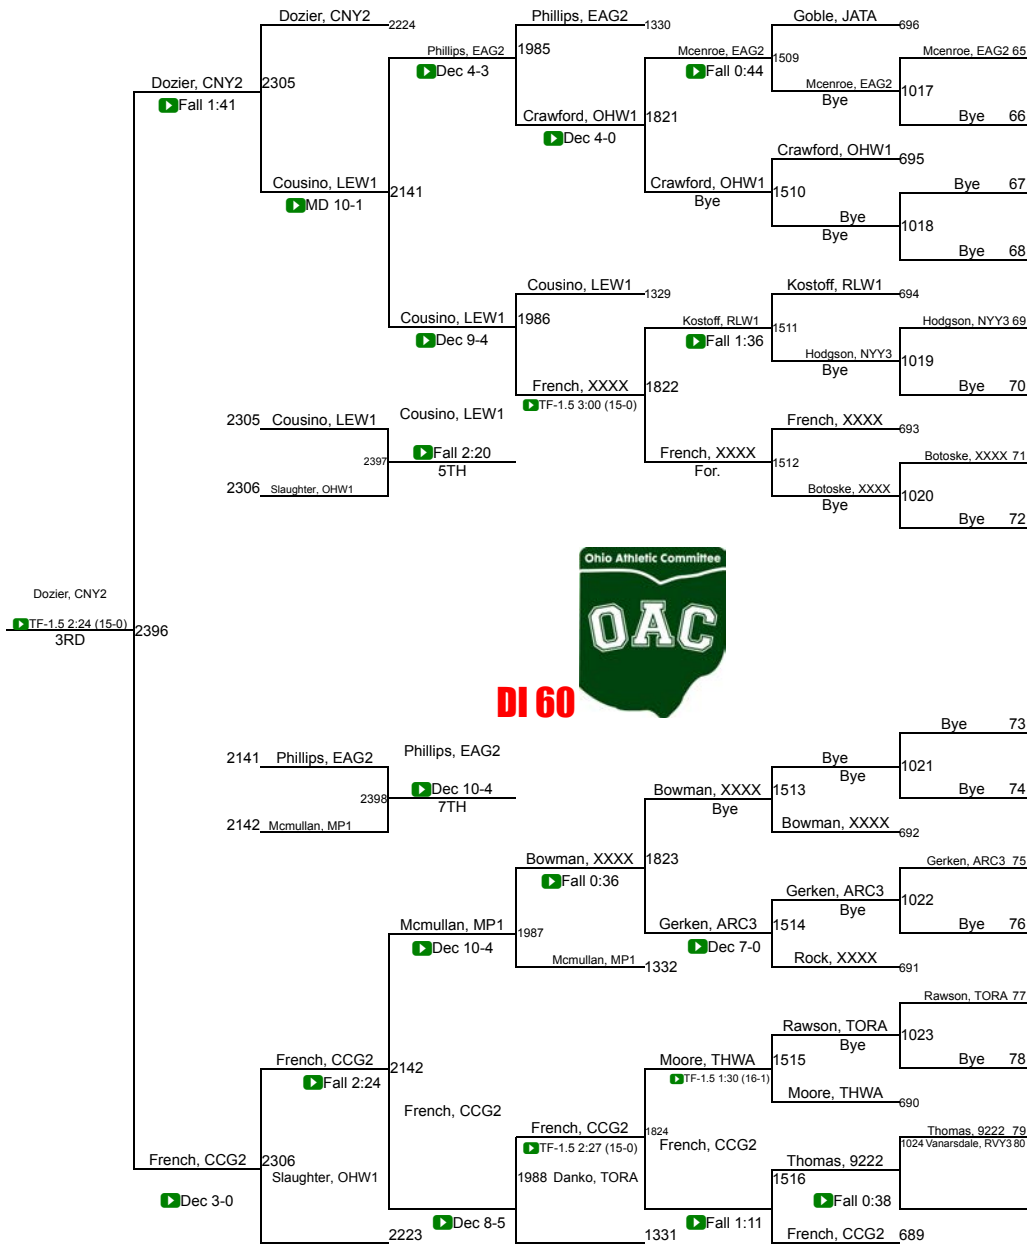 Dozier, CNY2
2224
Phillips, EAG2
1330
Goble, JATA
696
Phillips, EAG2
1985
Dec 4-3
Mcenroe, EAG2
1509
Fall 0:44
Mcenroe, EAG2 65
Dozier, CNY2
2305
Fall 1:41
Mcenroe, EAG2
Bye
1017
Bye 66
Crawford, OHW1
1821
Dec 4-0
Crawford, OHW1
695
Cousino, LEW1
2141
MD 10-1
Crawford, OHW1
Bye
1510
Bye 67
Bye
Bye
1018
Bye 68
Cousino, LEW1
1329
Kostoff, RLW1
694
Cousino, LEW1
1986
Dec 9-4
Kostoff, RLW1
1511
Fall 1:36
Hodgson, NYY3 69
Hodgson, NYY3
Bye
1019
Bye 70
French, XXXX
1822
TF-1.5 3:00 (15-0)
2305 Cousino, LEW1
Cousino, LEW1
French, XXXX
693
2397
Fall 2:20
5TH
French, XXXX
For.
1512
Botoske, XXXX 71
2306 Slaughter, OHW1
Botoske, XXXX
Bye
1020
Bye 72
Ohio Athletic Committee
OAC
Dozier, CNY2
TF-1.5 2:24 (15-0)
2396
3RD
DI 60
Bye 73
2141 Phillips, EAG2
Phillips, EAG2
Bye
Bye
1021
2398
Dec 10-4
7TH
Bowman, XXXX
Bye
1513
Bye 74
2142 Mcmullan, MP1
Bowman, XXXX
692
Bowman, XXXX
1823
Fall 0:36
Gerken, ARC3 75
Gerken, ARC3
Bye
1022
Mcmullan, MP1
1987
Dec 10-4
Gerken, ARC3
1514
Dec 7-0
Bye 76
Mcmullan, MP1
1332
Rock, XXXX
691
Rawson, TORA 77
Rawson, TORA
Bye
1023
French, CCG2
2142
Fall 2:24
Moore, THWA
1515
TF-1.5 1:30 (16-1)
Bye 78
Moore, THWA
690
French, CCG2
French, CCG2
1824
TF-1.5 2:27 (15-0)
French, CCG2
Thomas, 9222 79
1024 Vanarsdale, RVY3 80
French, CCG2
2306
Slaughter, OHW1
1988 Danko, TORA
Thomas, 9222
1516
Dec 3-0
Fall 0:38
Dec 8-5
Fall 1:11
2223
1331
French, CCG2
689